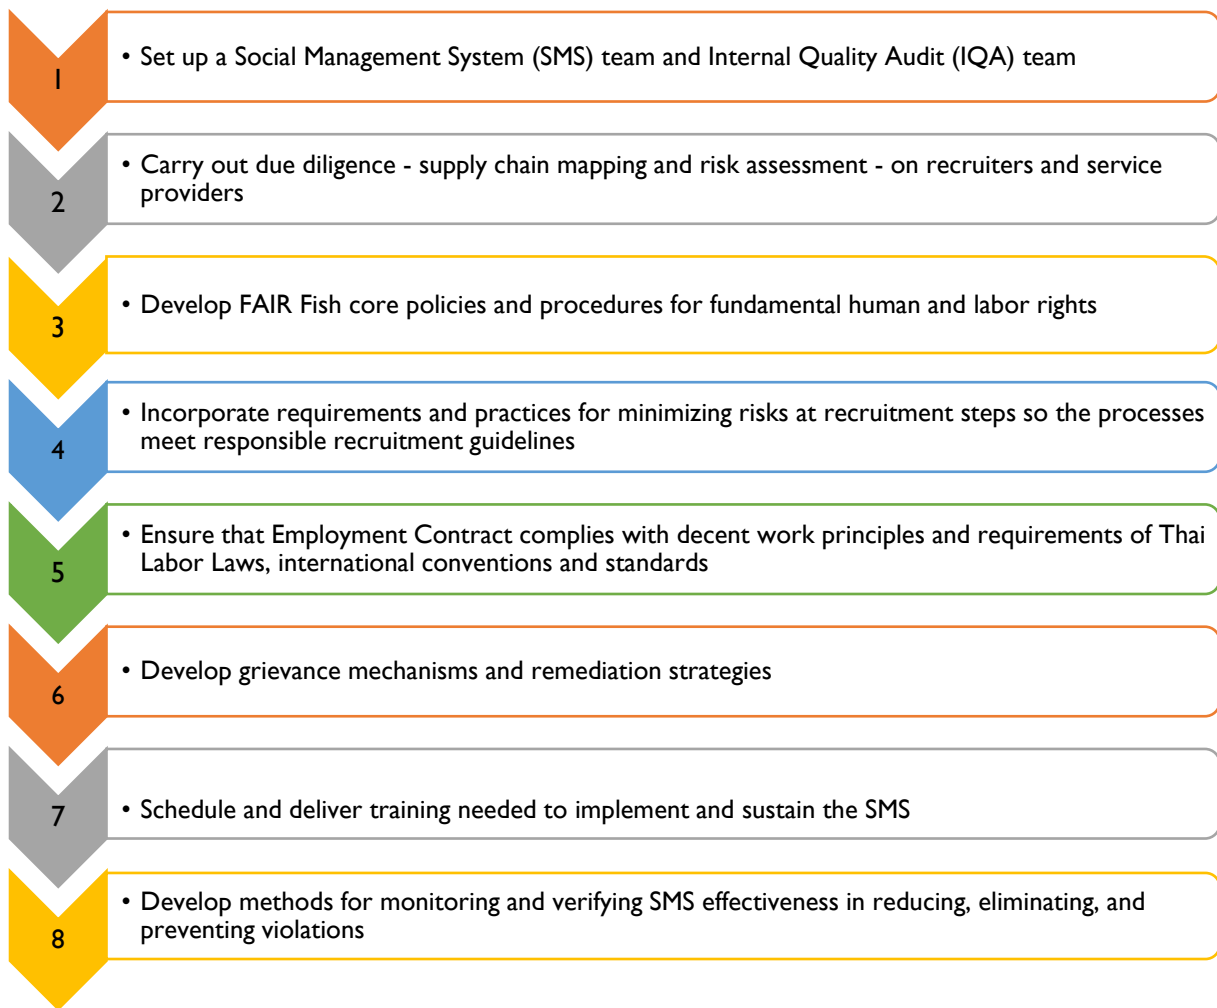 1
• Set up a Social Management System (SMS) team and Internal Quality Audit (IQA) team
2
• Carry out due diligence - supply chain mapping and risk assessment - on recruiters and service
providers
3
• Develop FAIR Fish core policies and procedures for fundamental human and labor rights
4
• Incorporate requirements and practices for minimizing risks at recruitment steps so the processes
meet responsible recruitment guidelines
5
• Ensure that Employment Contract complies with decent work principles and requirements of Thai
Labor Laws, international conventions and standards
6
• Develop grievance mechanisms and remediation strategies
7
• Schedule and deliver training needed to implement and sustain the SMS
8
• Develop methods for monitoring and verifying SMS effectiveness in reducing, eliminating, and
preventing violations